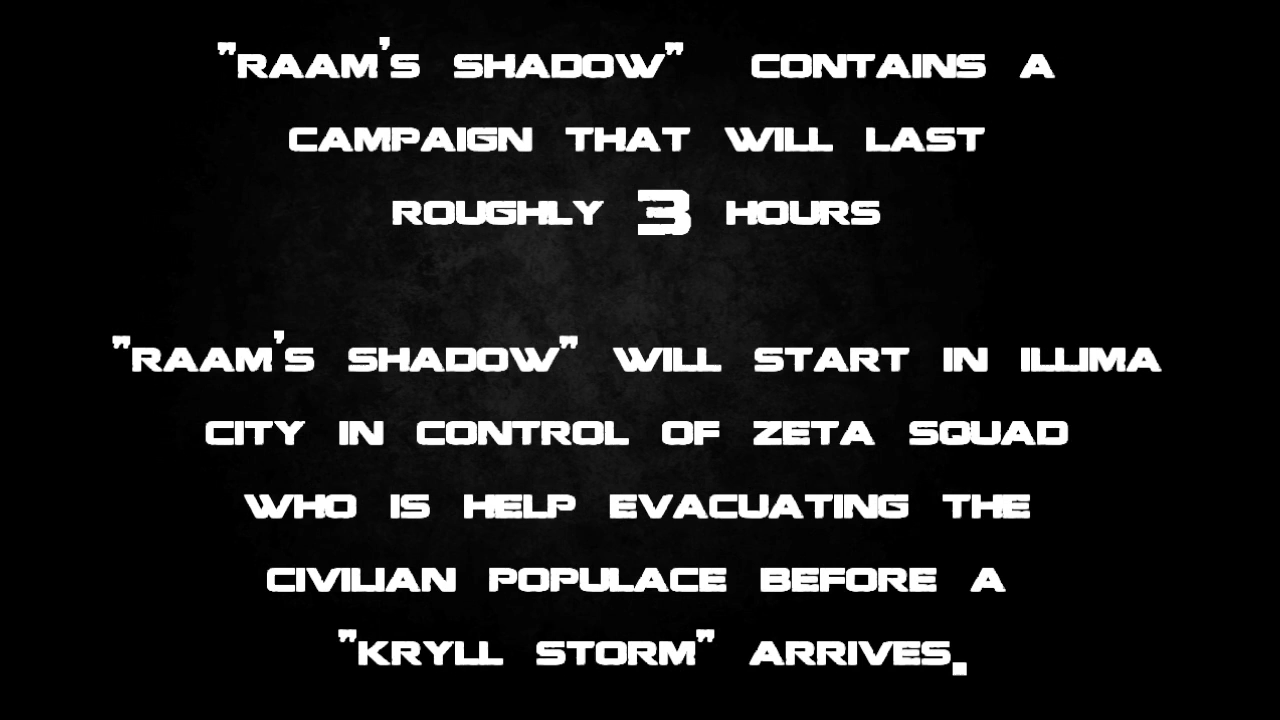 "RAAM'S SHADOW" CONTAINS A
CAMPAIGN THAT WILL LAST
ROUGHLY 3 HOURS
"RAAM'S SHADOW" WILL START IN ILLIMA
CITY IN CONTROL OF ZETA SQUAD
WHO IS HELP EVACUATING THE
CIVILIAN POPULACE BEFORE A
"KRYLL STORM" ARRIVES.